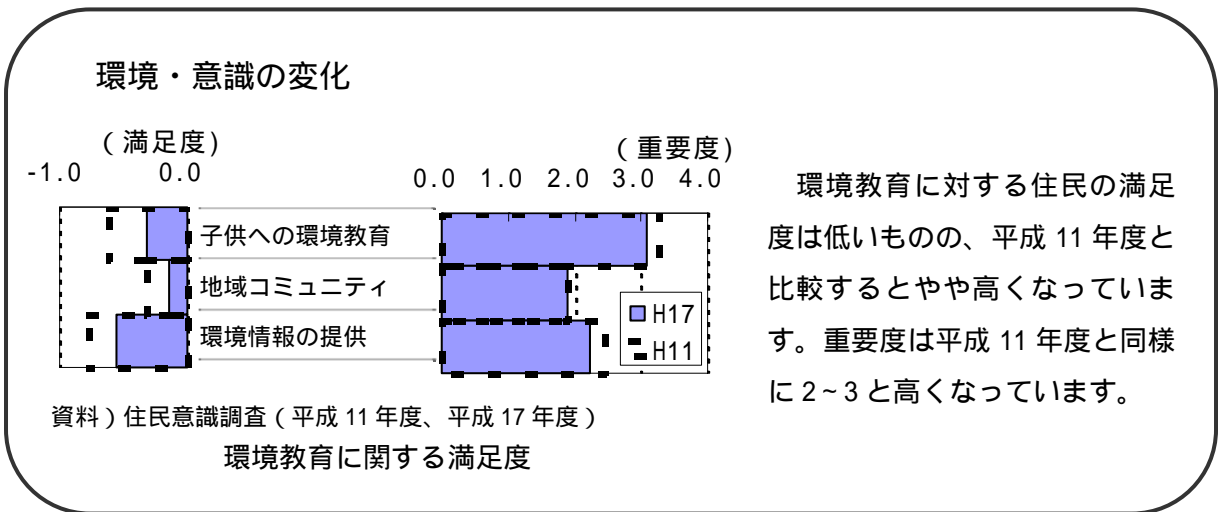 環境・意識の変化
(満足度)
-1.0 0.0
(重要度)
0.0 1.0 2.0 3.0 4.0
子供への環境教育
地域コミュニティ
環境情報の提供
H17
H11
資料)住民意識調査(平成 11 年度、平成 17 年度)
環境教育に関する満足度
環境教育に対する住民の満足
度は低いものの、平成 11 年度と
比較するとやや高くなっていま
す。重要度は平成 11 年度と同様
に 2~3 と高くなっています。